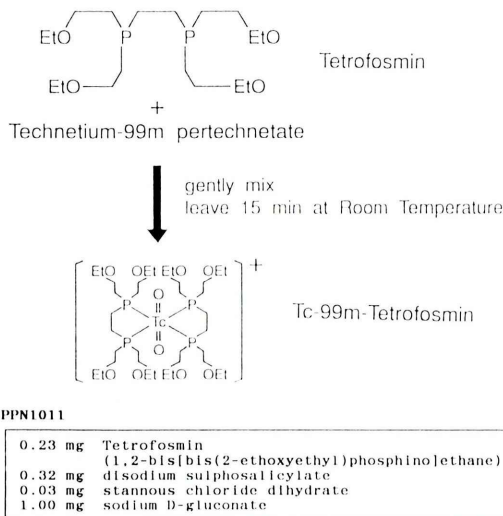 EtO P P OEt
EtO OEt
Tetrofosmin
+
Technetium-99m pertechnetate
gently mix
leave 15 min at Room Temperature
EtO OEt EtO OEt +
O
P P
Tc
P P
O
EtO OEt EtO OEt
Tc-99m-Tetrofosmin
PPN1011
0.23 mg Tetrofosmin
(1,2-bis[bis(2-ethoxyethyl)phosphino]ethane)
0.32 mg disodium sulphosalicylate
0.03 mg stannous chloride dihydrate
1.00 mg sodium D-gluconate